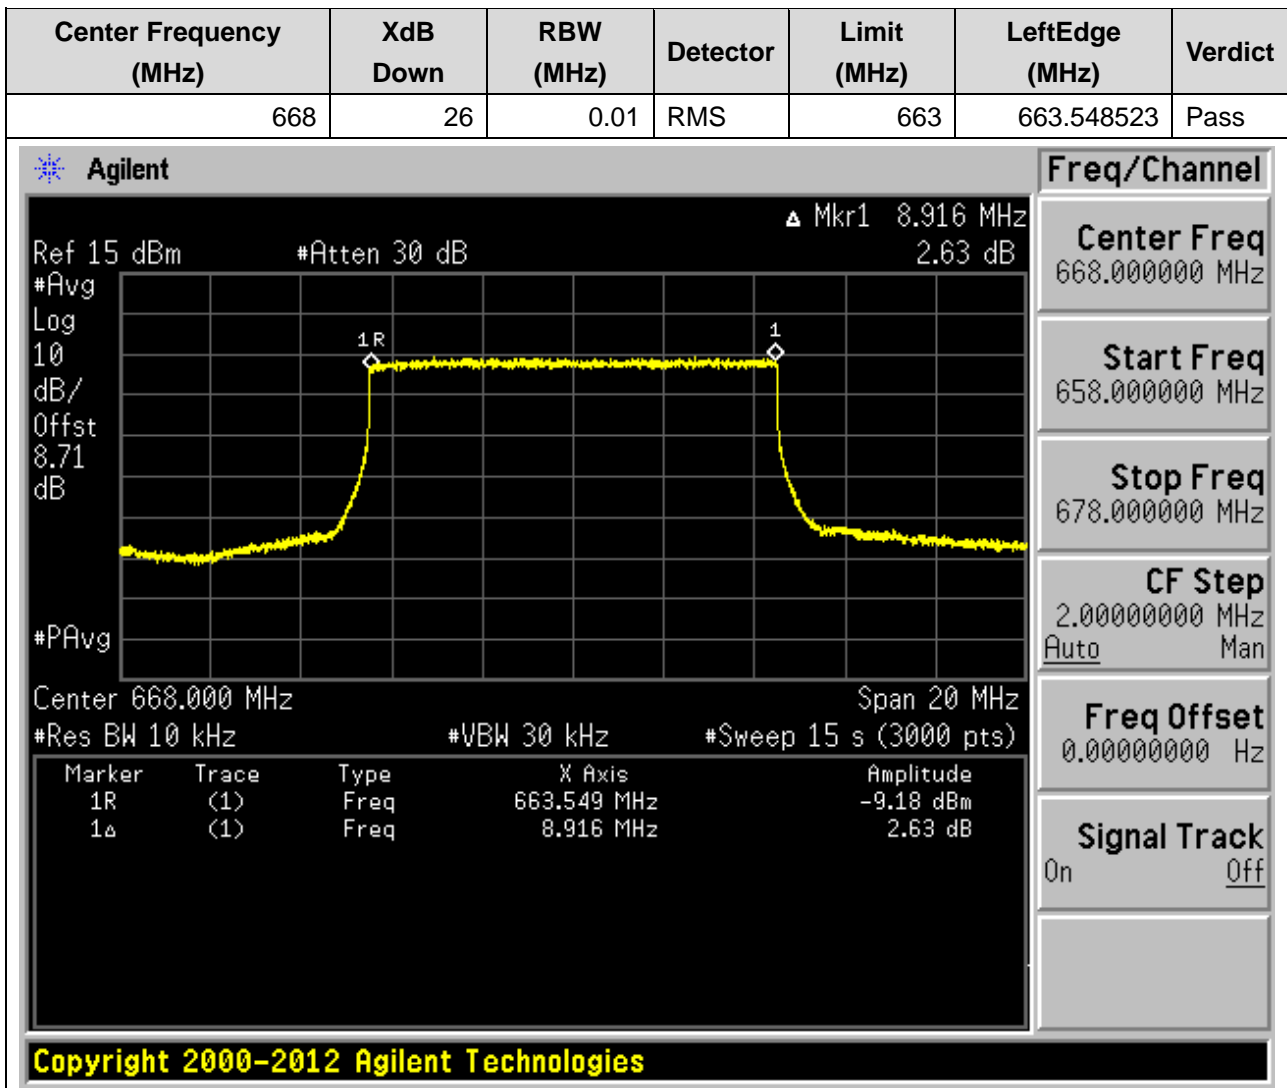 Center Frequency (MHz) XdB Down RBW (MHz) Detector Limit (MHz) LeftEdge (MHz) Verdict
668 26 0.01 RMS 663 663.548523 Pass
Agilent
Freq/Channel
Δ Mkr1 8.916 MHz
Ref 15 dBm #Atten 30 dB 2.63 dB
#Avg
Log
10
dB/
Offst
8.71
dB
1R
1
#PAvg
Center 668.000 MHz Span 20 MHz
#Res BW 10 kHz #VBW 30 kHz #Sweep 15 s (3000 pts)
Marker Trace Type X Axis Amplitude
1R (1) Freq 663.549 MHz -9.18 dBm
1Δ (1) Freq 8.916 MHz 2.63 dB
Center Freq
668.000000 MHz
Start Freq
658.000000 MHz
Stop Freq
678.000000 MHz
CF Step
2.00000000 MHz
Auto Man
Freq Offset
0.00000000 Hz
Signal Track
On Off
Copyright 2000-2012 Agilent Technologies